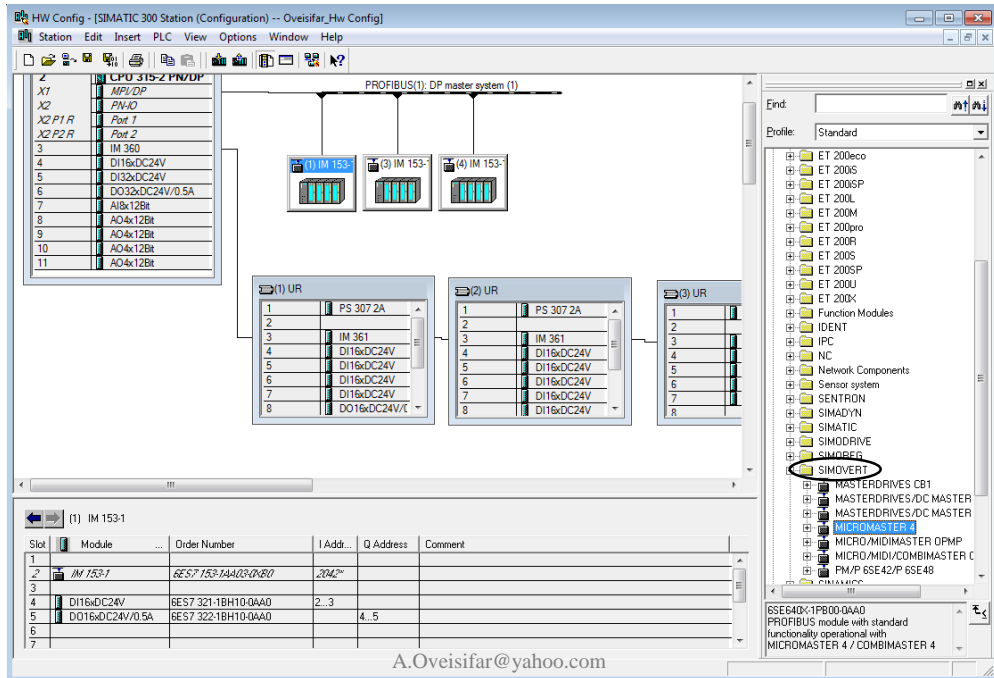 HW Config - [SIMATIC 300 Station (Configuration) -- Oveisifar_Hw Config]
Station Edit Insert PLC View Options Window Help
2 CPU 315-2 PN/DP
X1 MPI/DP
X2 PN-IO
X2 P1 R Port 1
X2 P2 R Port 2
3 IM 360
4 DI16xDC24V
5 DI32xDC24V
6 DO32xDC24V/0.5A
7 AI8x12Bit
8 AO4x12Bit
9 AO4x12Bit
10 AO4x12Bit
11 AO4x12Bit
PROFIBUS(1): DP master system (1)
(1) IM 153-1
(3) IM 153-1
(4) IM 153-1
(1) UR
1 PS 307 2A
2
3 IM 361
4 DI16xDC24V
5 DI16xDC24V
6 DI16xDC24V
7 DI16xDC24V
8 DO16xDC24V/0
(2) UR
1 PS 307 2A
2
3 IM 361
4 DI16xDC24V
5 DI16xDC24V
6 DI16xDC24V
7 DI16xDC24V
8 DI16xDC24V
(3) UR
1
2
3
4
5
6
7
8
Find:
Profile: Standard
ET 200eco
ET 200iS
ET 200iSP
ET 200L
ET 200M
ET 200pro
ET 200R
ET 200S
ET 200SP
ET 200U
ET 200X
Function Modules
IDENT
IPC
NC
Network Components
Sensor system
SENTRON
SIMADYN
SIMATIC
SIMODRIVE
SIMOREG
SIMOVERT
MASTERDRIVES CB1
MASTERDRIVES/DC MASTER
MASTERDRIVES/DC MASTER
MICROMASTER 4
MICRO/MIDIMASTER OPMP
MICRO/MIDI/COMBIMASTER C
PM/P 6SE42/P 6SE48
SINAMICS
6SE640X-1PB00-0AA0
PROFIBUS module with standard
functionality operational with
MICROMASTER 4 / COMBIMASTER 4
(1) IM 153-1
Slot Module ... Order Number I Addr... Q Address Comment
1
2 IM 153-1 6ES7 153-1AA03-0XB0 2042*
3
4 DI16xDC24V 6ES7 321-1BH10-0AA0 2...3
5 DO16xDC24V/0.5A 6ES7 322-1BH10-0AA0 4...5
6
7
A.Oveisifar@yahoo.com